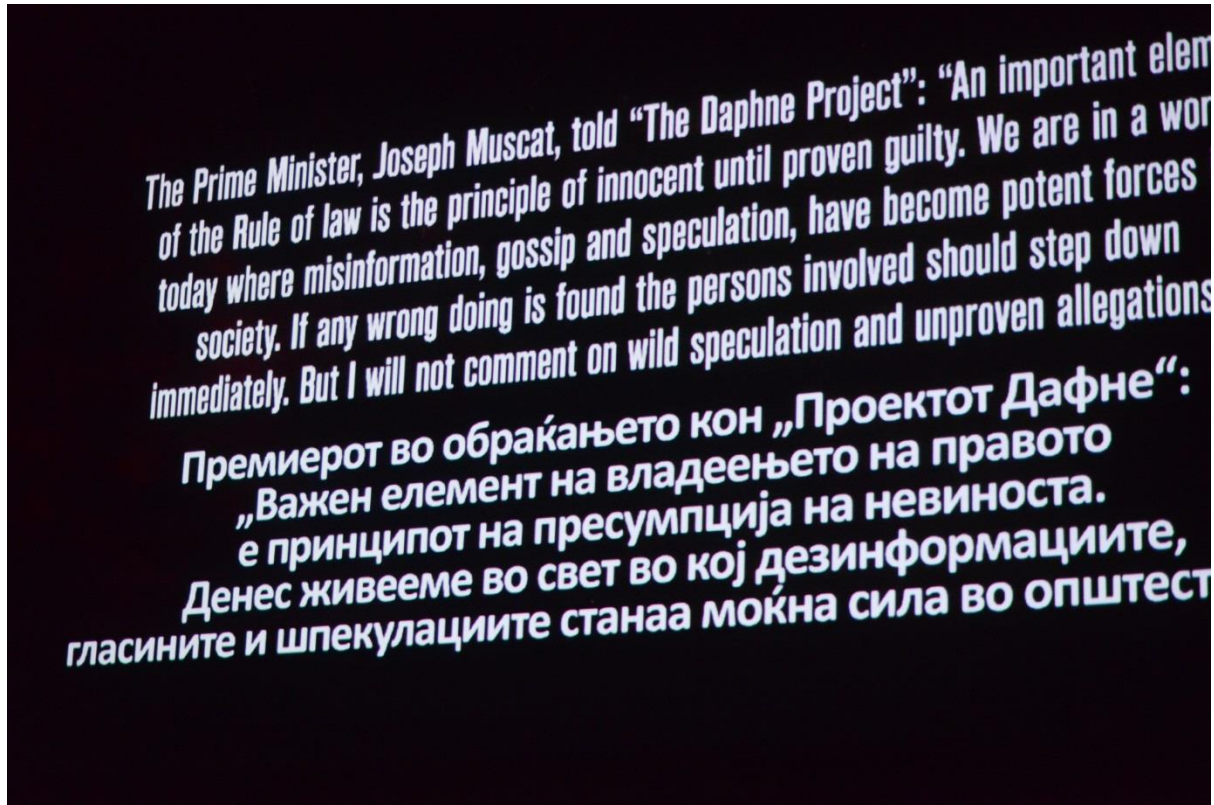 The Prime Minister, Joseph Muscat, told “The Daphne Project”: “An important elem
of the Rule of law is the principle of innocent until proven guilty. We are in a wor
today where misinformation, gossip and speculation, have become potent forces
society. If any wrong doing is found the persons involved should step down
immediately. But I will not comment on wild speculation and unproven allegations
Премиерот во обраќањето кон „Проектот Дафне“:
„Важен елемент на владеењето на правото
е принципот на пресумпција на невиноста.
Денес живееме во свет во кој дезинформациите,
гласините и шпекулациите станаа моќна сила во општест